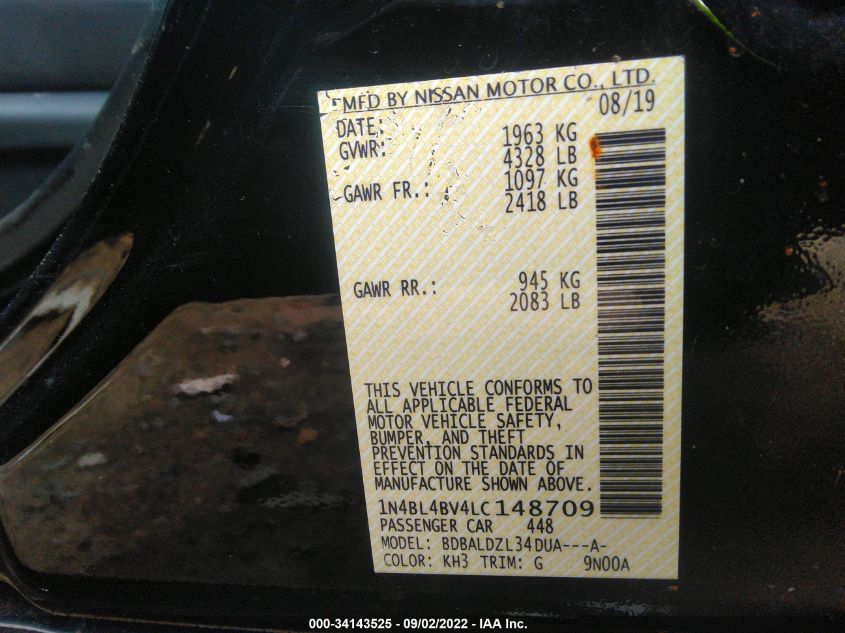 MFD BY NISSAN MOTOR CO., LTD.
DATE: 08/19
GVWR: 1963 KG
4328 LB
GAWR FR.: 1097 KG
2418 LB
GAWR RR.: 945 KG
2083 LB
THIS VEHICLE CONFORMS TO
ALL APPLICABLE FEDERAL
MOTOR VEHICLE SAFETY,
BUMPER, AND THEFT
PREVENTION STANDARDS IN
EFFECT ON THE DATE OF
MANUFACTURE SHOWN ABOVE.
1N4BL4BV4LC148709
PASSENGER CAR 448
MODEL: BDBALDZL34DUA---A-
COLOR: KH3 TRIM: G 9N00A
000-34143525 - 09/02/2022 - IAA Inc.